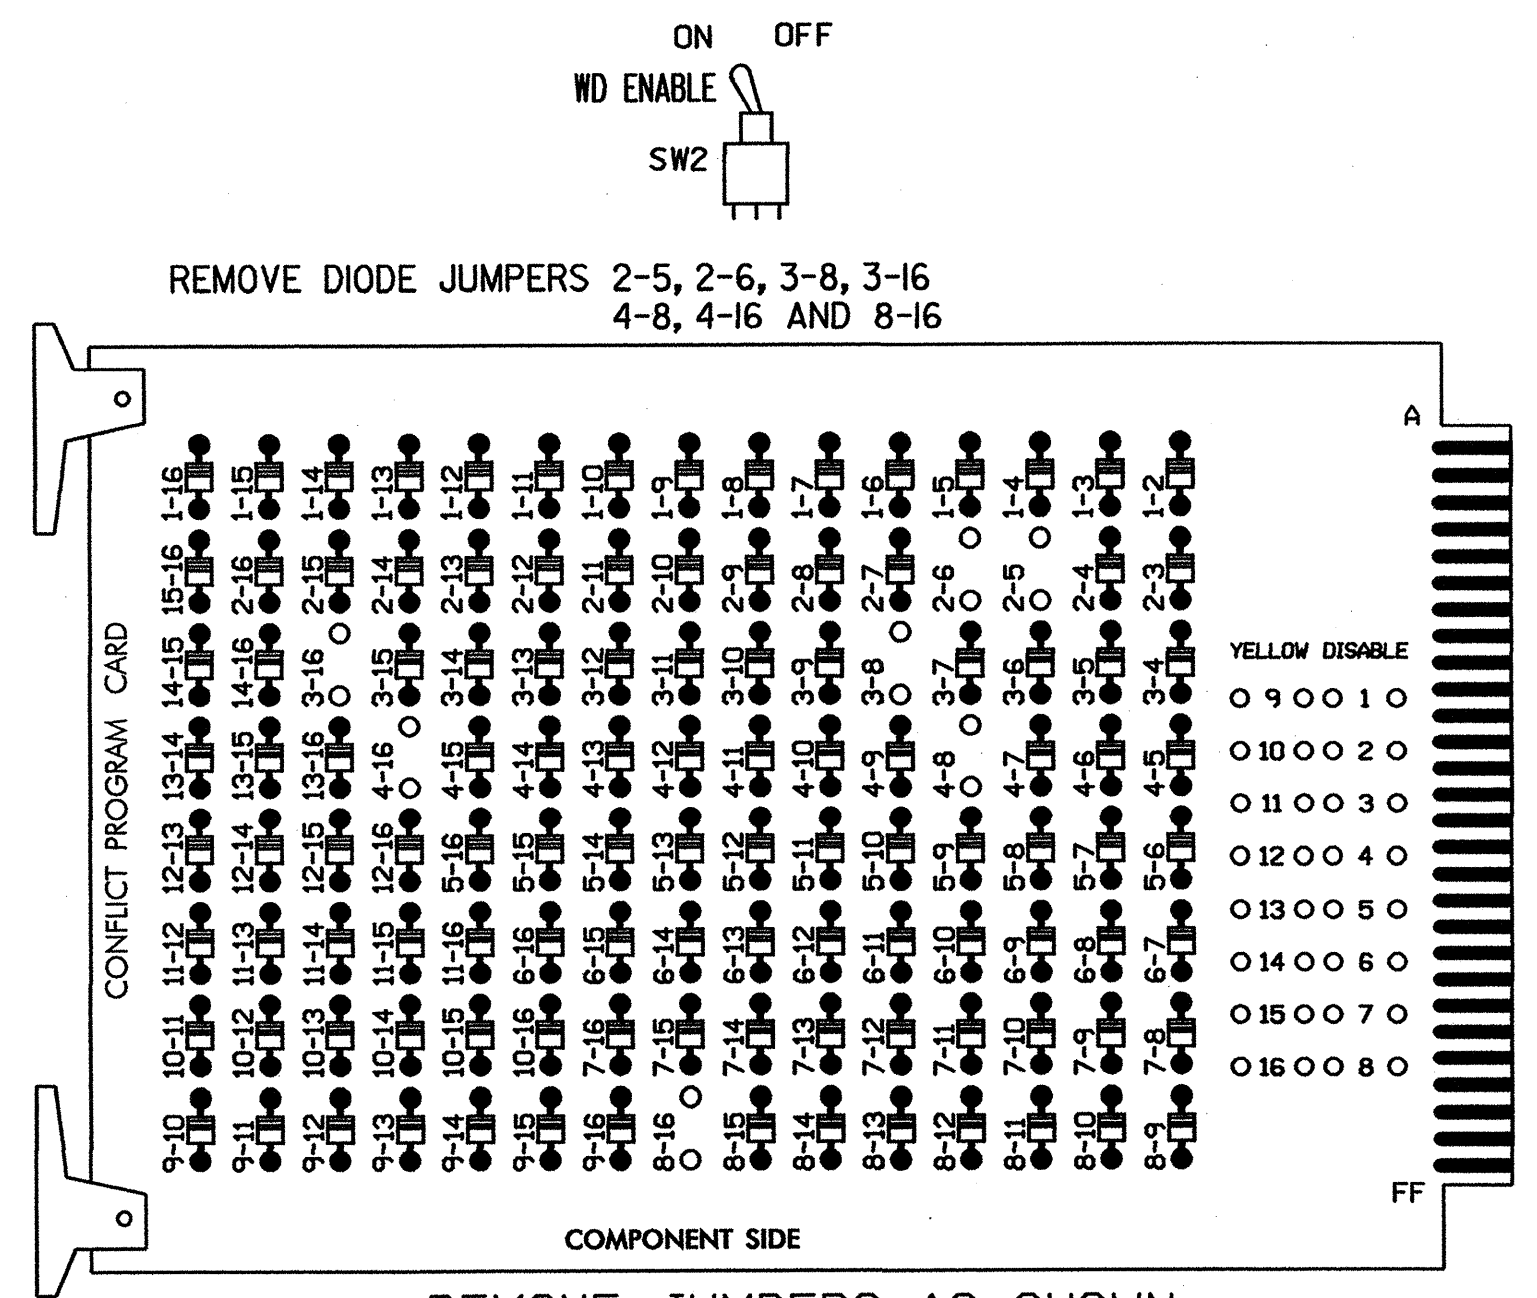 ON OFF
WD ENABLE
SW2
REMOVE DIODE JUMPERS 2-5, 2-6, 3-8, 3-16
4-8, 4-16 AND 8-16
A
CONFLICT PROGRAM CARD
1-16 1-15 1-14 1-13 1-12 1-11 1-10 1-9 1-8 1-7 1-6 1-5 1-4 1-3 1-2
15-16 2-16 2-15 2-14 2-13 2-12 2-11 2-10 2-9 2-8 2-7 2-6 2-5 2-4 2-3
14-15 14-16 3-16 3-15 3-14 3-13 3-12 3-11 3-10 3-9 3-8 3-7 3-6 3-5 3-4
13-14 13-15 13-16 4-16 4-15 4-14 4-13 4-12 4-11 4-10 4-9 4-8 4-7 4-6 4-5
12-13 12-14 12-15 12-16 5-16 5-15 5-14 5-13 5-12 5-11 5-10 5-9 5-8 5-7 5-6
11-12 11-13 11-14 11-15 11-16 6-16 6-15 6-14 6-13 6-12 6-11 6-10 6-9 6-8 6-7
10-11 10-12 10-13 10-14 10-15 10-16 7-16 7-15 7-14 7-13 7-12 7-11 7-10 7-9 7-8
9-10 9-11 9-12 9-13 9-14 9-15 9-16 8-16 8-15 8-14 8-13 8-12 8-11 8-10 8-9
YELLOW DISABLE
9 1
10 2
11 3
12 4
13 5
14 6
15 7
16 8
FF
COMPONENT SIDE
REMOVE JUMPERS AS SHOWN